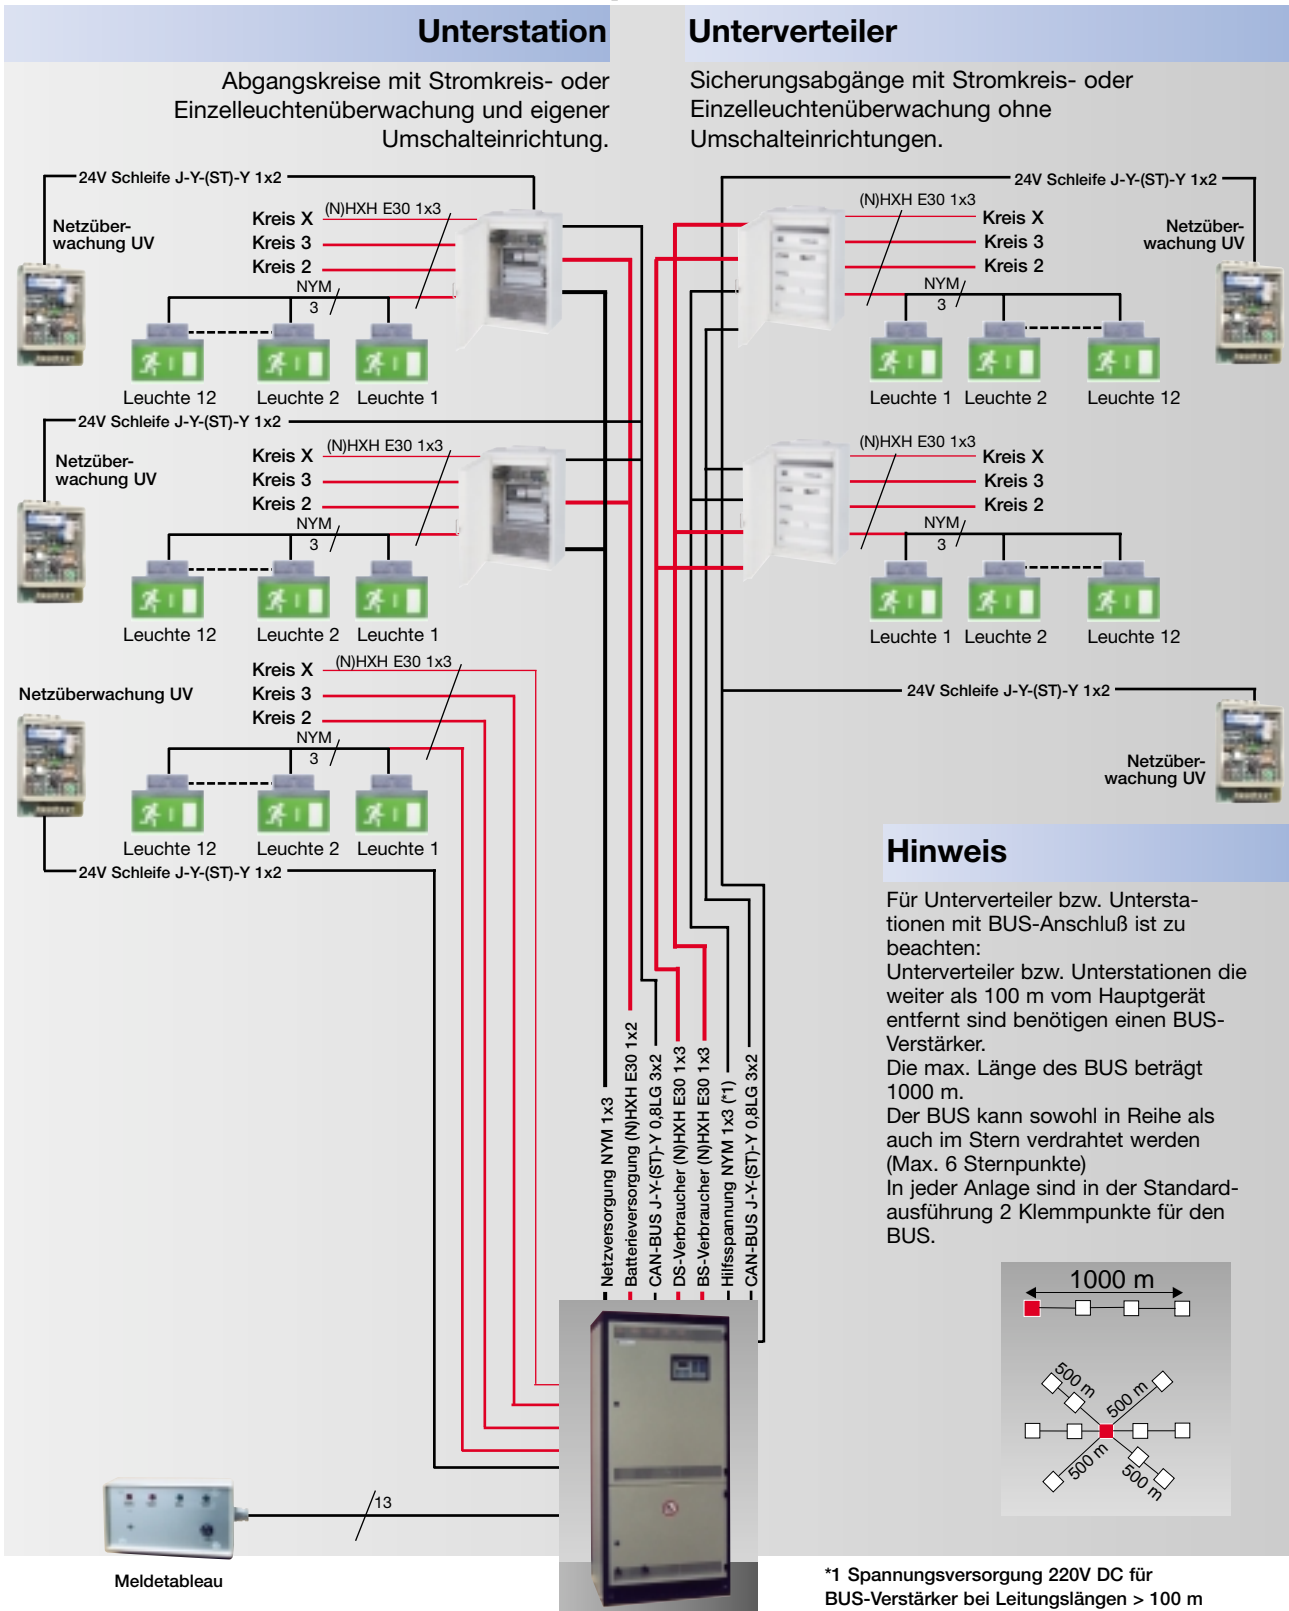 Unterstation
Abgangskreise mit Stromkreis- oder
Einzelleuchtenüberwachung und eigener
Umschalteinrichtung.
Unterverteiler
Sicherungsabgänge mit Stromkreis- oder
Einzelleuchtenüberwachung ohne
Umschalteinrichtungen.
24V Schleife J-Y-(ST)-Y 1x2
Netzüber-
wachung UV
Kreis X
(N)HXH E30 1x3
Kreis 3
Kreis 2
NYM
3
Leuchte 12
Leuchte 2
Leuchte 1
24V Schleife J-Y-(ST)-Y 1x2
Netzüber-
wachung UV
Kreis X
(N)HXH E30 1x3
Kreis 3
Kreis 2
NYM
3
Leuchte 12
Leuchte 2
Leuchte 1
Netzüberwachung UV
Kreis X
(N)HXH E30 1x3
Kreis 3
Kreis 2
NYM
3
Leuchte 12
Leuchte 2
Leuchte 1
24V Schleife J-Y-(ST)-Y 1x2
24V Schleife J-Y-(ST)-Y 1x2
(N)HXH E30 1x3
Kreis X
Kreis 3
Kreis 2
Netzüber-
wachung UV
NYM
3
Leuchte 1
Leuchte 2
Leuchte 12
(N)HXH E30 1x3
Kreis X
Kreis 3
Kreis 2
NYM
3
Leuchte 1
Leuchte 2
Leuchte 12
24V Schleife J-Y-(ST)-Y 1x2
Netzüber-
wachung UV
Netzversorgung NYM 1x3
Batterieversorgung (N)HXH E30 1x2
CAN-BUS J-Y-(ST)-Y 0,8LG 3x2
DS-Verbraucher (N)HXH E30 1x3
BS-Verbraucher (N)HXH E30 1x3
Hilfsspannung NYM 1x3 (*1)
CAN-BUS J-Y-(ST)-Y 0,8LG 3x2
Hinweis
Für Unterverteiler bzw. Untersta-
tionen mit BUS-Anschluß ist zu
beachten:
Unterverteiler bzw. Unterstationen die
weiter als 100 m vom Hauptgerät
entfernt sind benötigen einen BUS-
Verstärker.
Die max. Länge des BUS beträgt
1000 m.
Der BUS kann sowohl in Reihe als
auch im Stern verdrahtet werden
(Max. 6 Sternpunkte)
In jeder Anlage sind in der Standard-
ausführung 2 Klemmpunkte für den
BUS.
1000 m
500 m
500 m
500 m
500 m
13
Meldetableau
*1 Spannungsversorgung 220V DC für
BUS-Verstärker bei Leitungslängen > 100 m